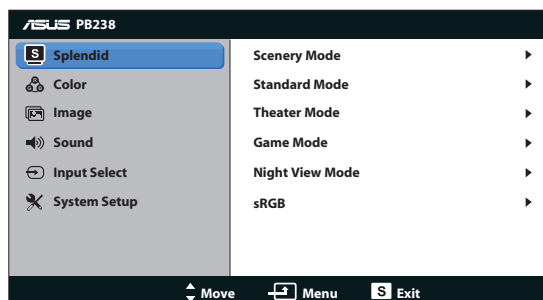 ASUS PB238
S Splendid
Color
Image
Sound
Input Select
System Setup
Scenery Mode
Standard Mode
Theater Mode
Game Mode
Night View Mode
sRGB
Move Menu S Exit